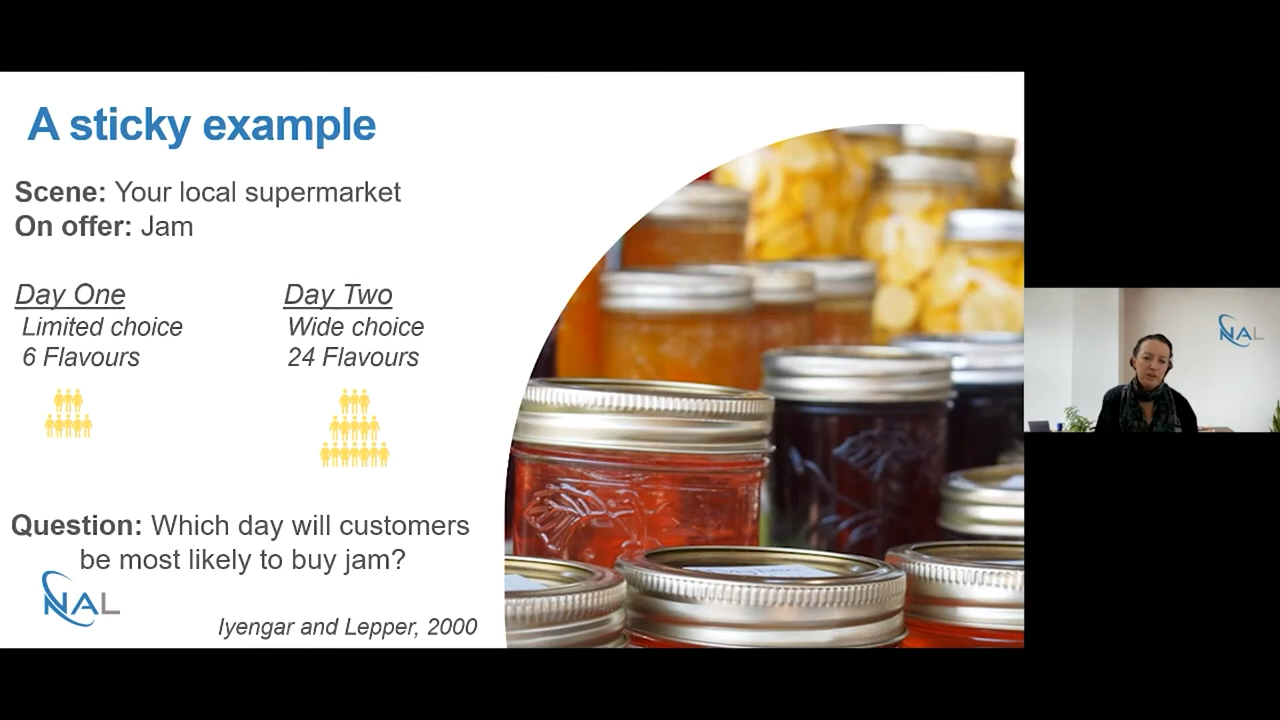 A sticky example
Scene: Your local supermarket
On offer: Jam
Day One
Limited choice
6 Flavours
Day Two
Wide choice
24 Flavours
Question: Which day will customers
be most likely to buy jam?
NAL
Iyengar and Lepper, 2000
NAL